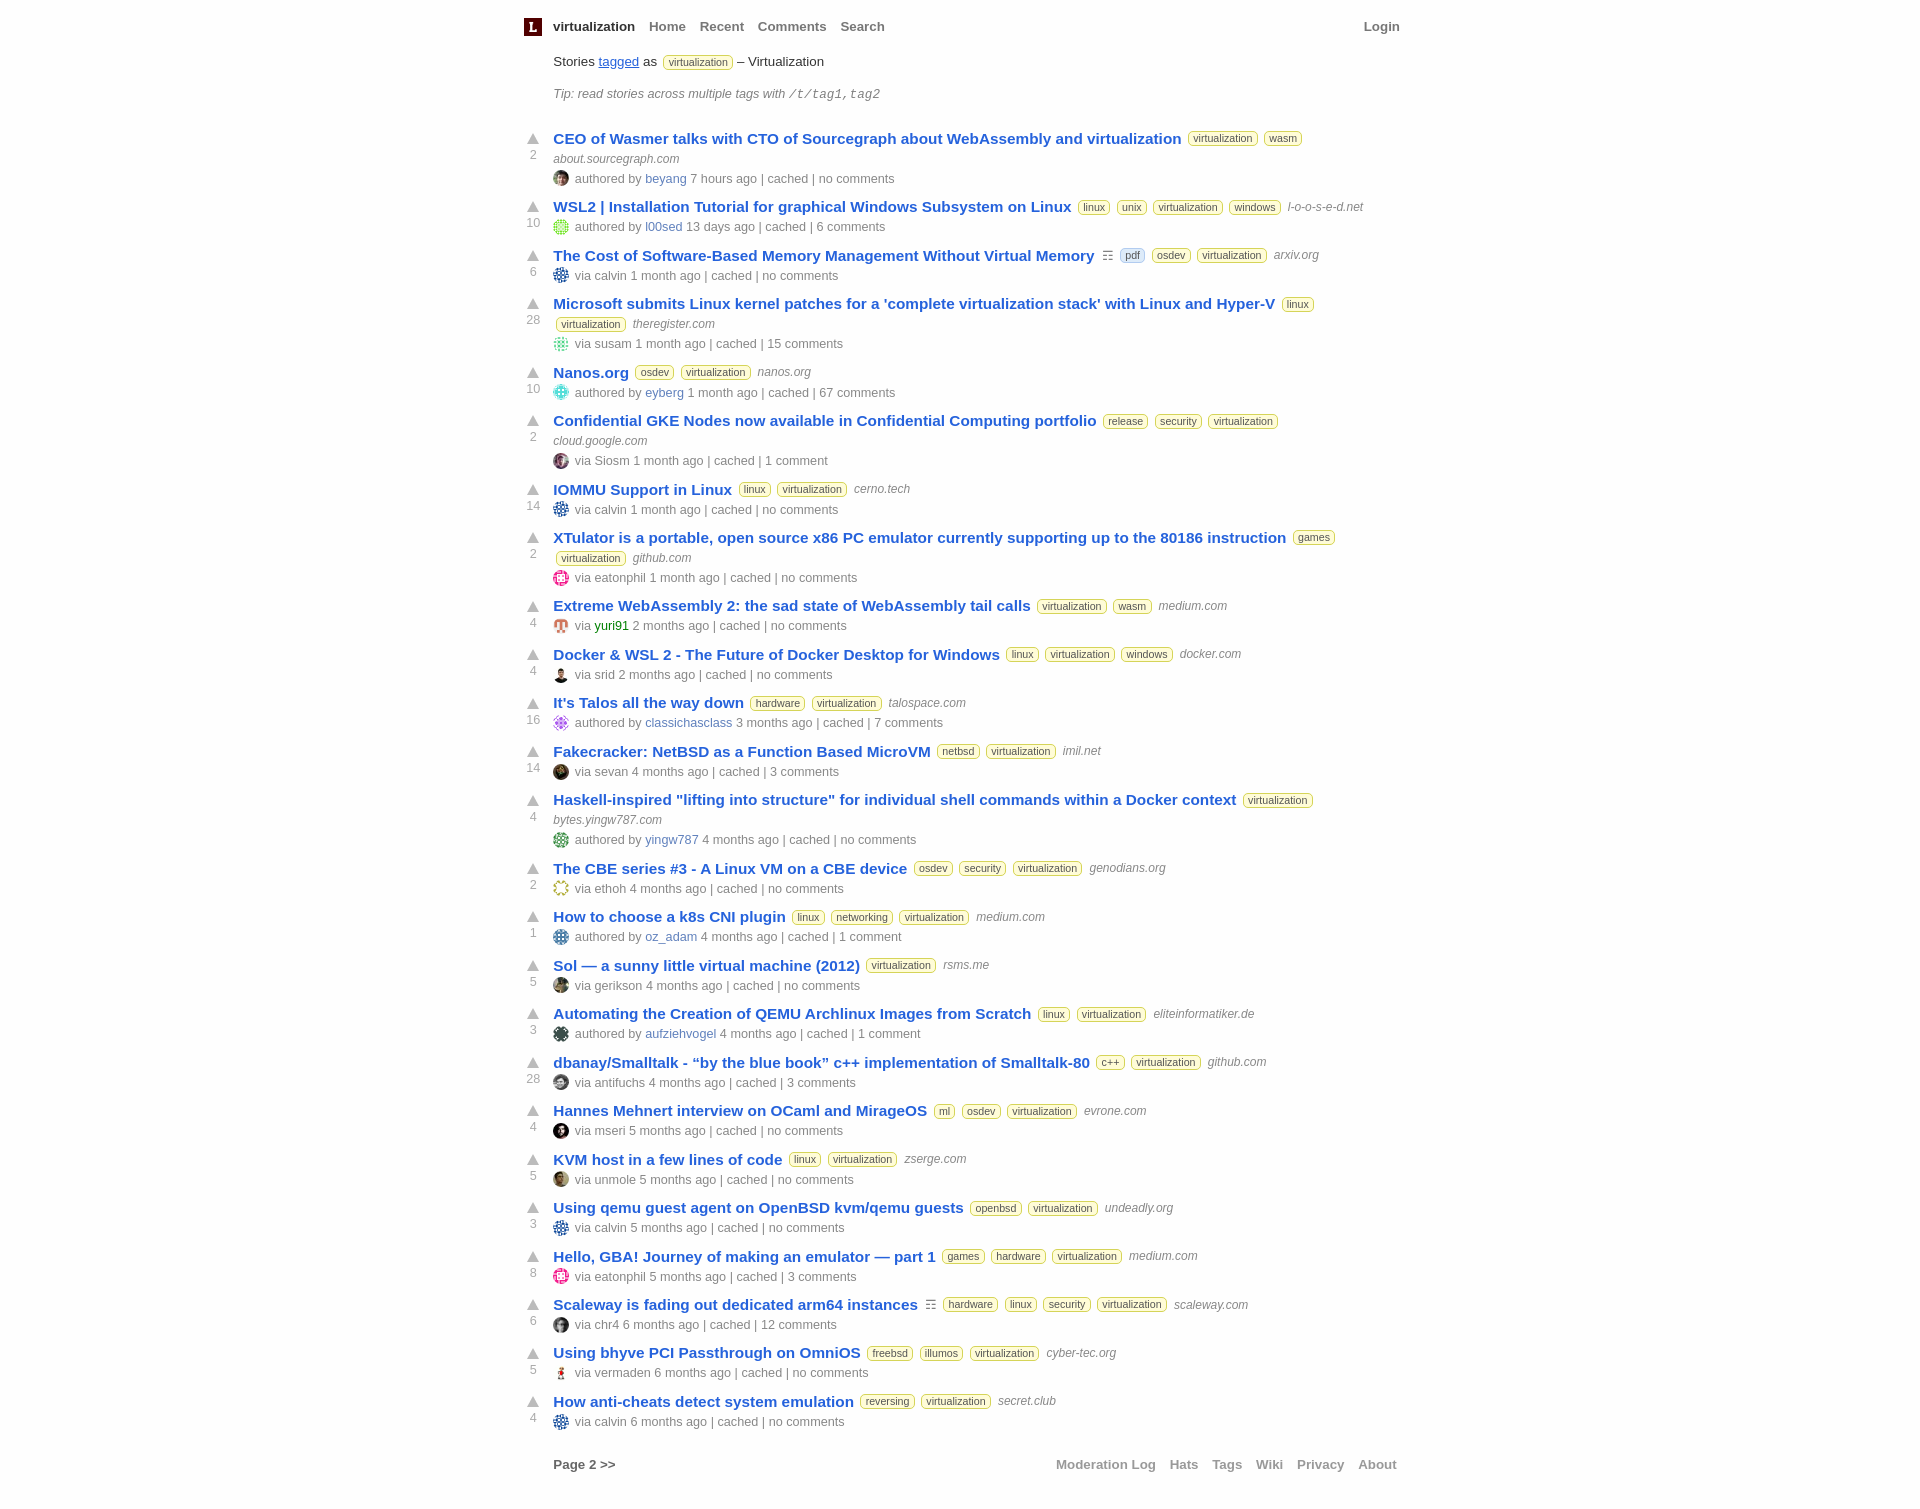 L virtualization Home Recent Comments Search Login
Stories tagged as virtualization – Virtualization
Tip: read stories across multiple tags with /t/tag1,tag2
CEO of Wasmer talks with CTO of Sourcegraph about WebAssembly and virtualization virtualization wasm
2 about.sourcegraph.com
authored by beyang 7 hours ago | cached | no comments
WSL2 | Installation Tutorial for graphical Windows Subsystem on Linux linux unix virtualization windows l-o-o-s-e-d.net
10 authored by l00sed 13 days ago | cached | 6 comments
The Cost of Software-Based Memory Management Without Virtual Memory ☶ pdf osdev virtualization arxiv.org
6 via calvin 1 month ago | cached | no comments
Microsoft submits Linux kernel patches for a 'complete virtualization stack' with Linux and Hyper-V linux
28 virtualization theregister.com
via susam 1 month ago | cached | 15 comments
Nanos.org osdev virtualization nanos.org
10 authored by eyberg 1 month ago | cached | 67 comments
Confidential GKE Nodes now available in Confidential Computing portfolio release security virtualization
2 cloud.google.com
via Siosm 1 month ago | cached | 1 comment
IOMMU Support in Linux linux virtualization cerno.tech
14 via calvin 1 month ago | cached | no comments
XTulator is a portable, open source x86 PC emulator currently supporting up to the 80186 instruction games
2 virtualization github.com
via eatonphil 1 month ago | cached | no comments
Extreme WebAssembly 2: the sad state of WebAssembly tail calls virtualization wasm medium.com
4 via yuri91 2 months ago | cached | no comments
Docker & WSL 2 - The Future of Docker Desktop for Windows linux virtualization windows docker.com
4 via srid 2 months ago | cached | no comments
It's Talos all the way down hardware virtualization talospace.com
16 authored by classichasclass 3 months ago | cached | 7 comments
Fakecracker: NetBSD as a Function Based MicroVM netbsd virtualization imil.net
14 via sevan 4 months ago | cached | 3 comments
Haskell-inspired "lifting into structure" for individual shell commands within a Docker context virtualization
4 bytes.yingw787.com
authored by yingw787 4 months ago | cached | no comments
The CBE series #3 - A Linux VM on a CBE device osdev security virtualization genodians.org
2 via ethoh 4 months ago | cached | no comments
How to choose a k8s CNI plugin linux networking virtualization medium.com
1 authored by oz_adam 4 months ago | cached | 1 comment
Sol — a sunny little virtual machine (2012) virtualization rsms.me
5 via gerikson 4 months ago | cached | no comments
Automating the Creation of QEMU Archlinux Images from Scratch linux virtualization eliteinformatiker.de
3 authored by aufziehvogel 4 months ago | cached | 1 comment
dbanay/Smalltalk - “by the blue book” c++ implementation of Smalltalk-80 c++ virtualization github.com
28 via antifuchs 4 months ago | cached | 3 comments
Hannes Mehnert interview on OCaml and MirageOS ml osdev virtualization evrone.com
4 via mseri 5 months ago | cached | no comments
KVM host in a few lines of code linux virtualization zserge.com
5 via unmole 5 months ago | cached | no comments
Using qemu guest agent on OpenBSD kvm/qemu guests openbsd virtualization undeadly.org
3 via calvin 5 months ago | cached | no comments
Hello, GBA! Journey of making an emulator — part 1 games hardware virtualization medium.com
8 via eatonphil 5 months ago | cached | 3 comments
Scaleway is fading out dedicated arm64 instances ☶ hardware linux security virtualization scaleway.com
6 via chr4 6 months ago | cached | 12 comments
Using bhyve PCI Passthrough on OmniOS freebsd illumos virtualization cyber-tec.org
5 via vermaden 6 months ago | cached | no comments
How anti-cheats detect system emulation reversing virtualization secret.club
4 via calvin 6 months ago | cached | no comments
Page 2 >> Moderation Log Hats Tags Wiki Privacy About